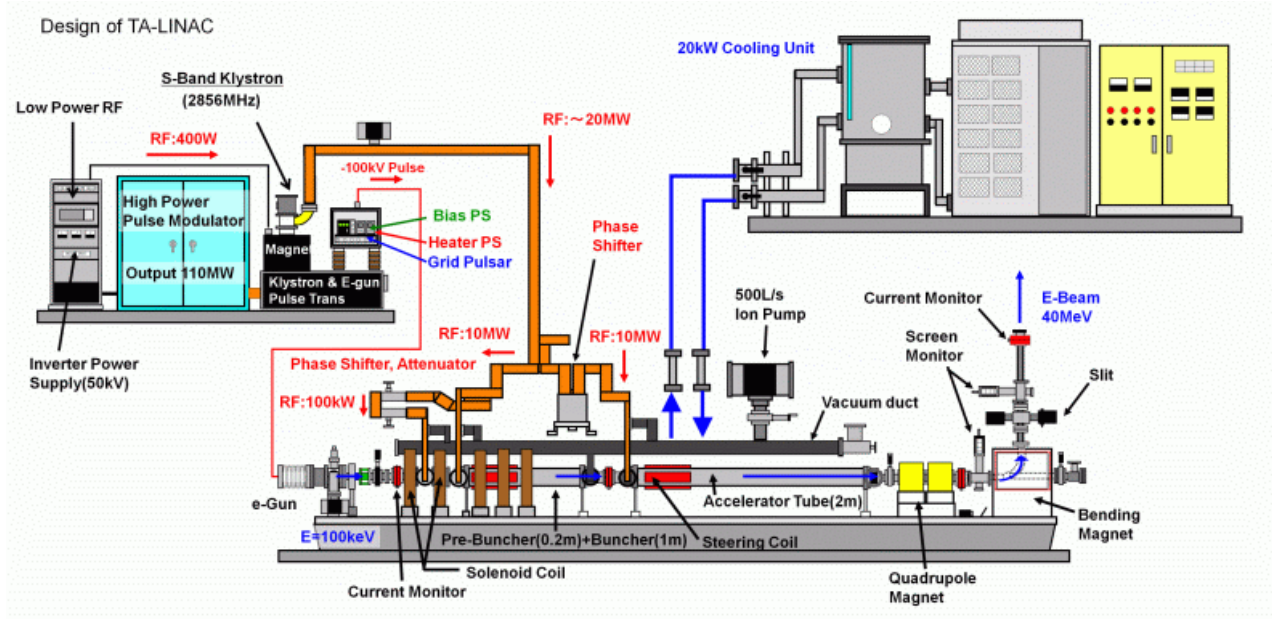 Design of TA-LINAC
S-Band Klystron
(2856MHz)
Low Power RF
RF:400W
-100kV Pulse
RF:～20MW
20kW Cooling Unit
High Power
Pulse Modulator
Output 110MW
Magnet
Bias PS
Heater PS
Grid Pulsar
Klystron & E-gun
Pulse Trans
Phase
Shifter
Inverter Power
Supply(50kV)
RF:10MW
RF:10MW
Phase Shifter, Attenuator
RF:100kW
500L/s
Ion Pump
Vacuum duct
Current Monitor
E-Beam
40MeV
Screen
Monitor
Slit
e-Gun
E=100keV
Accelerator Tube(2m)
Pre-Buncher(0.2m)+Buncher(1m)
Steering Coil
Bending
Magnet
Solenoid Coil
Current Monitor
Quadrupole
Magnet